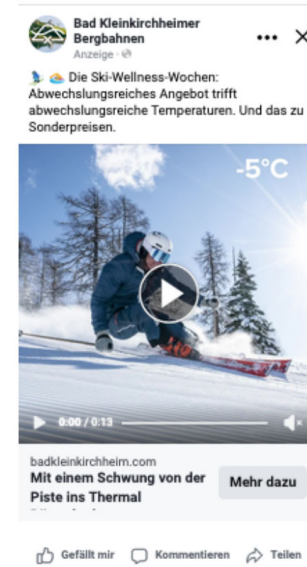 Bad Kleinkirchheimer
Bergbahnen
Anzeige ·
Die Ski-Wellness-Wochen:
Abwechslungsreiches Angebot trifft
abwechslungsreiche Temperaturen. Und das zu
Sonderpreisen.
-5°C
0:00 / 0:13
badkleinkirchheim.com
Mit einem Schwung von der
Piste ins Thermal
Mehr dazu
Gefällt mir
Kommentieren
Teilen